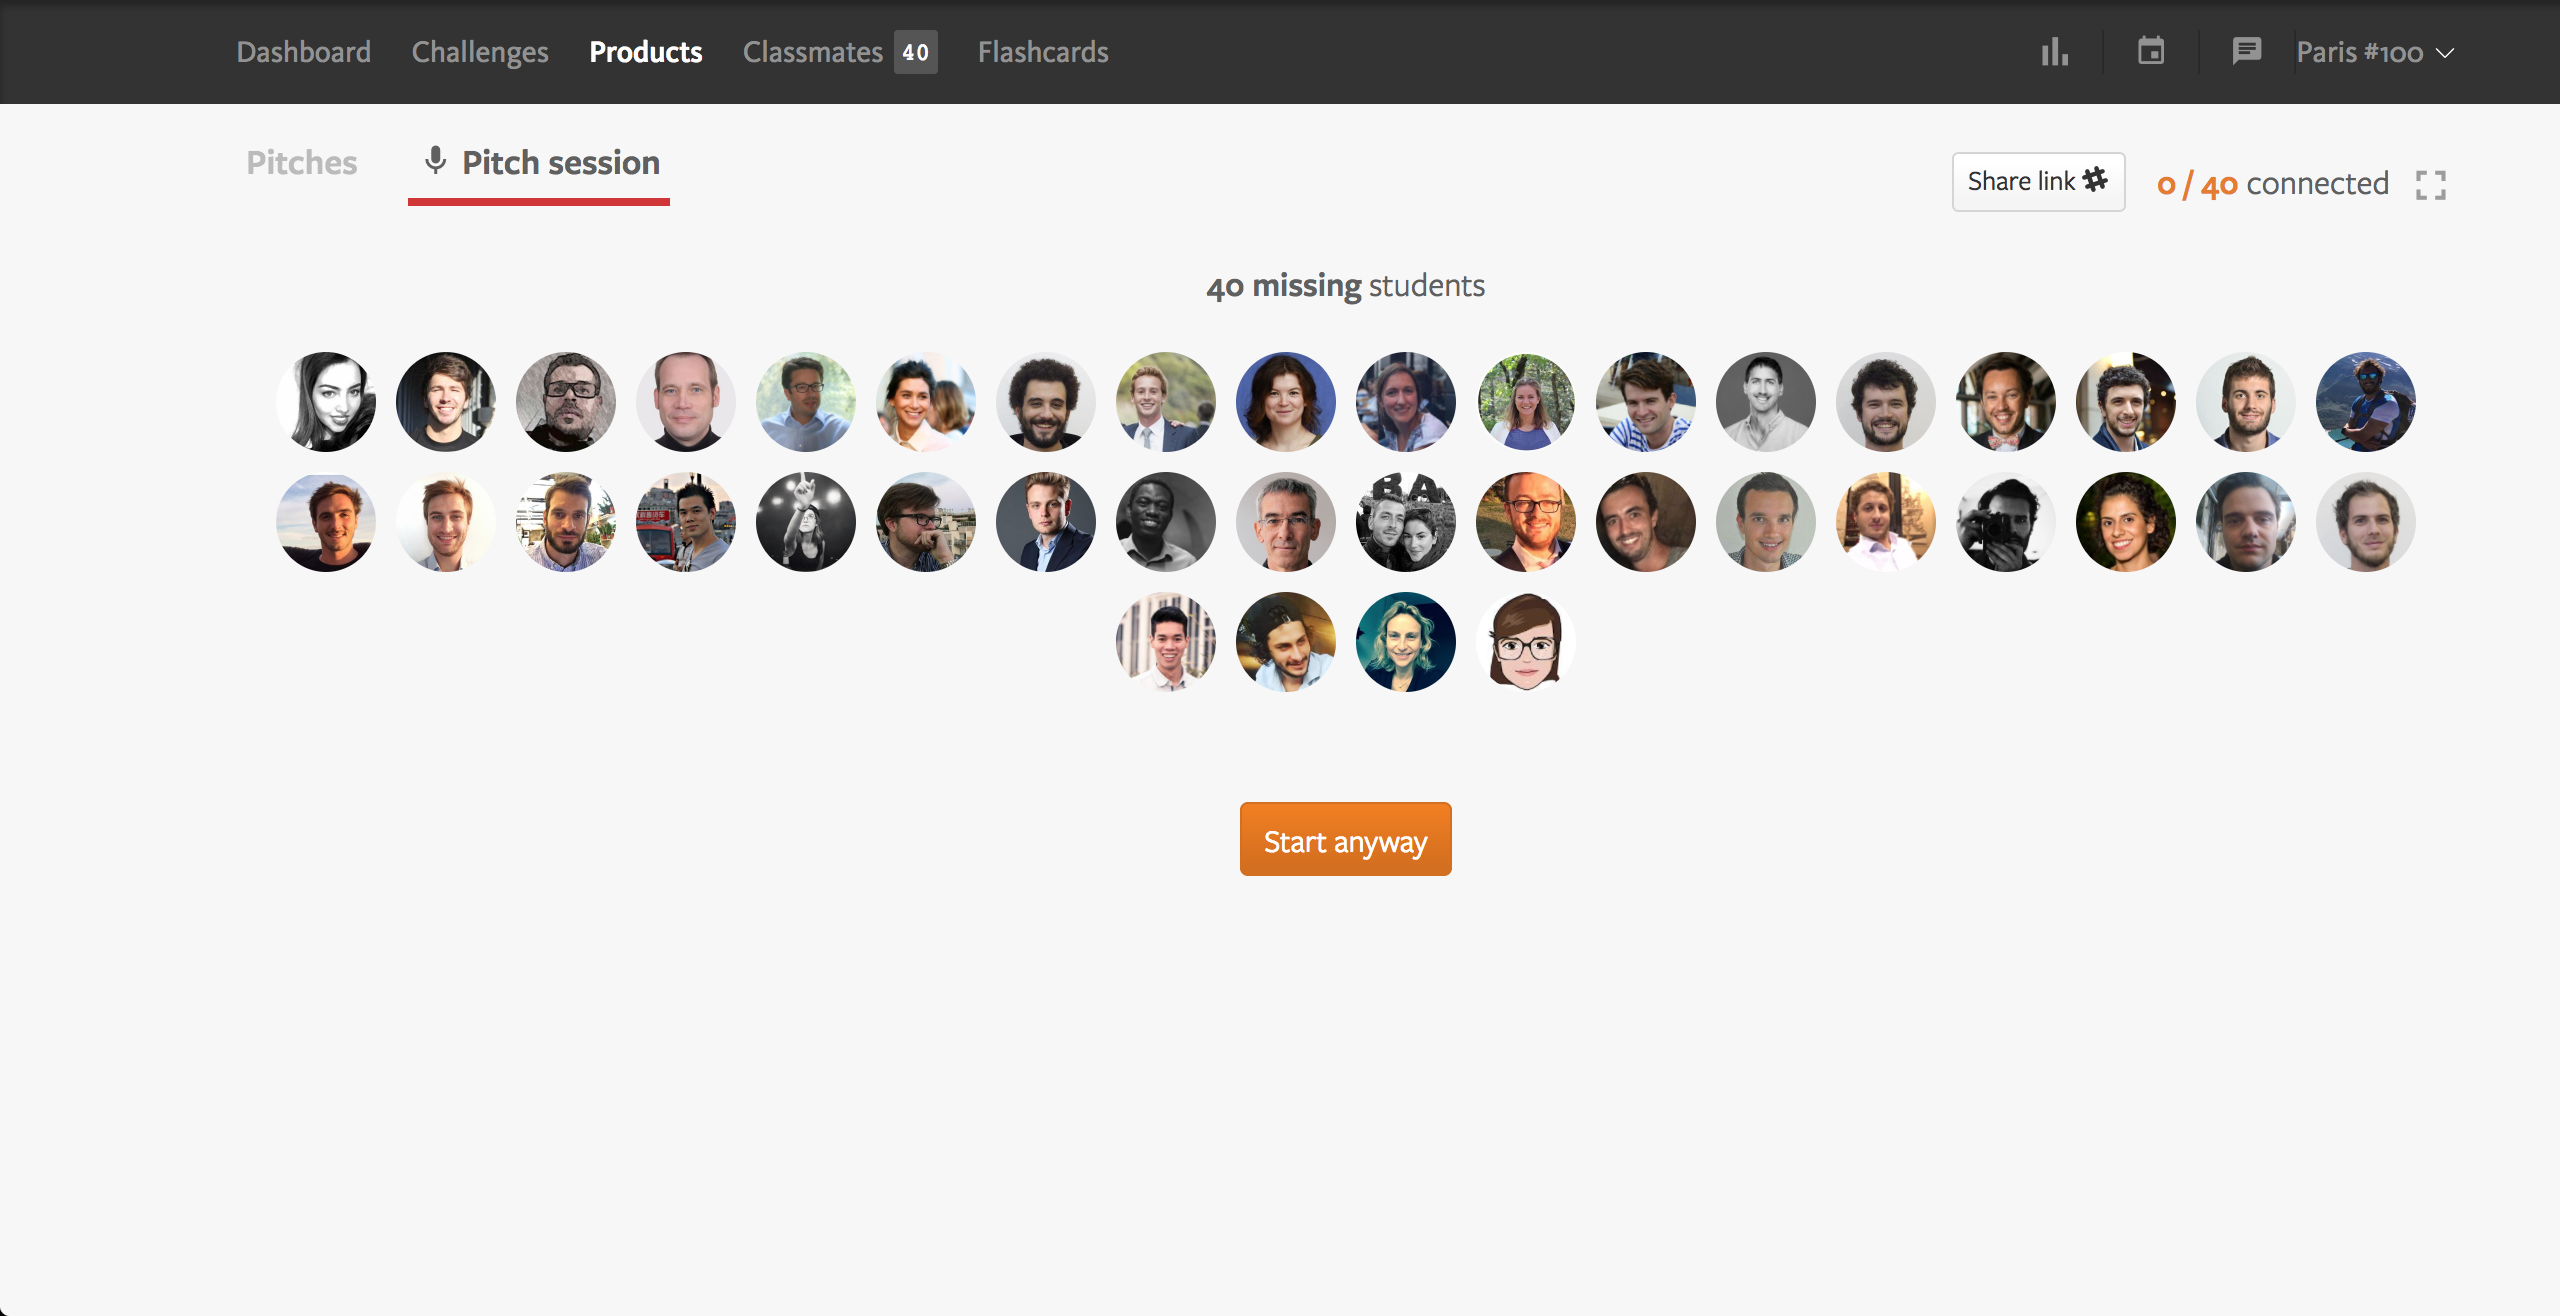 Dashboard Challenges Products Classmates 40 Flashcards Paris #100
Pitches Pitch session Share link 0 / 40 connected
40 missing students
BA
Start anyway